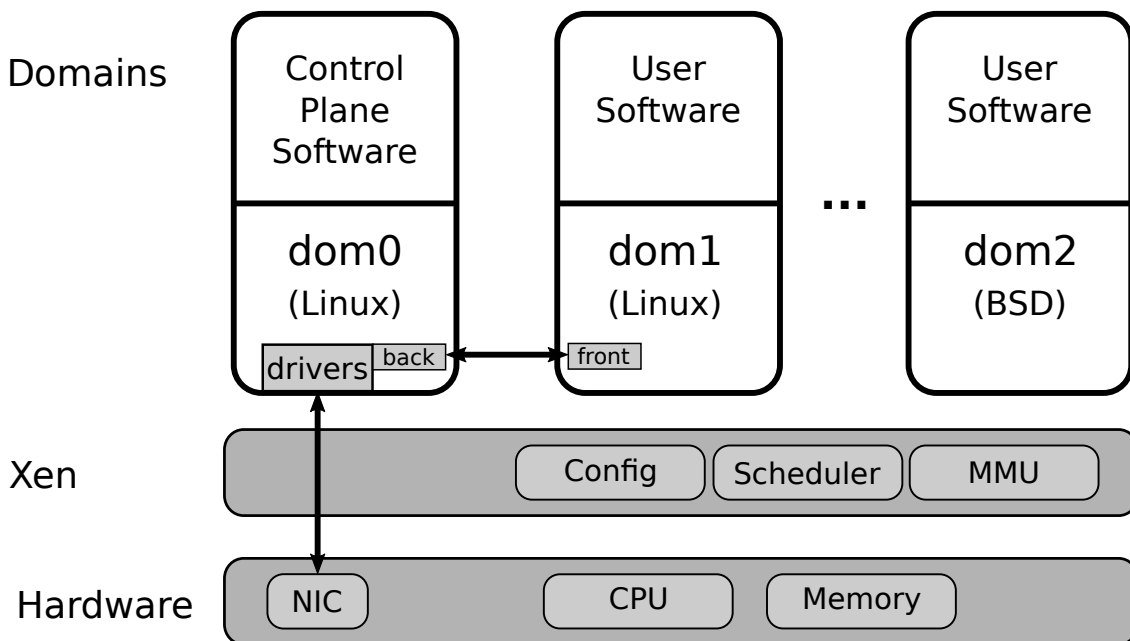 Domains
Control
Plane
Software
User
Software
User
Software
...
dom0
(Linux)
dom1
(Linux)
dom2
(BSD)
drivers
back
front
Xen
Config
Scheduler
MMU
Hardware
NIC
CPU
Memory